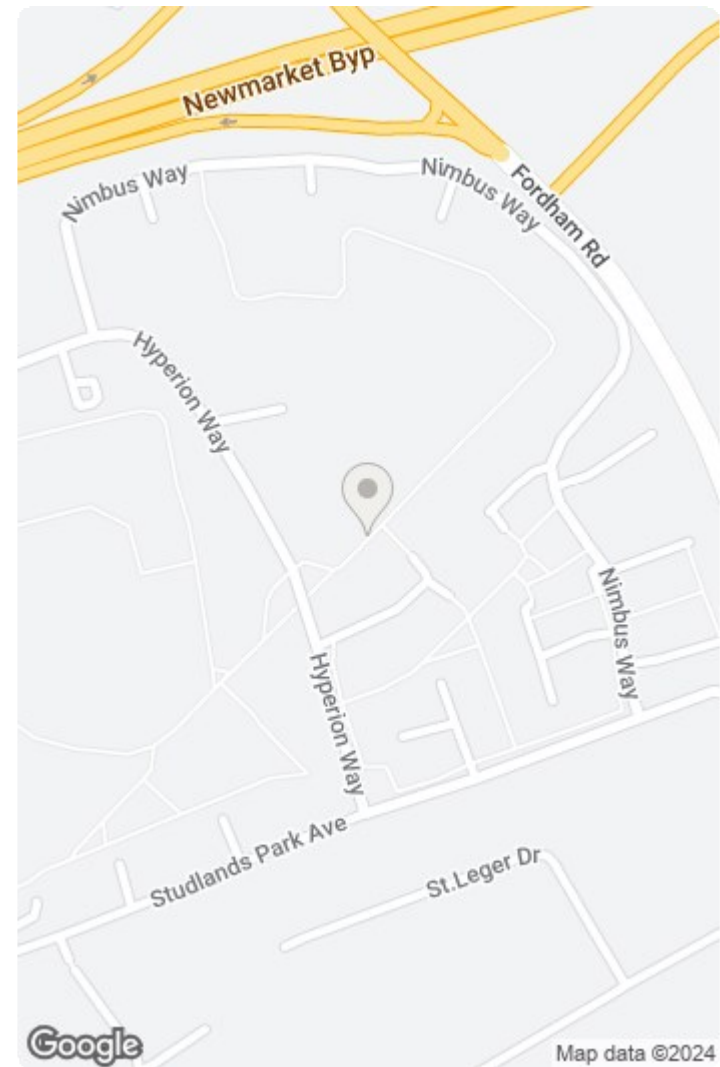 Newmarket Byp
Nimbus Way
Nimbus Way
Fordham Rd
Hyperion Way
Nimbus Way
Hyperion Way
Studlands Park Ave
St.Leger Dr
Google
Map data ©2024